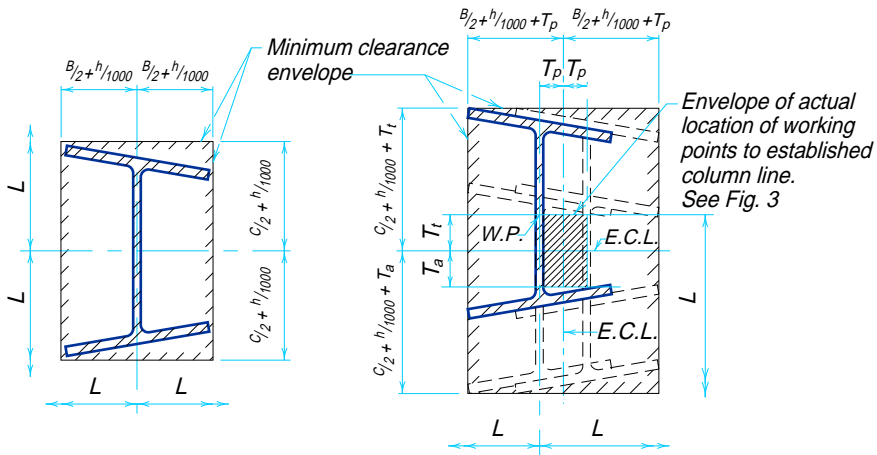 B/2 + h/1000 + Tp B/2 + h/1000 + Tp
Minimum clearance
envelope
B/2 + h/1000 B/2 + h/1000
Tp Tp
Envelope of actual
location of working
points to established
column line.
See Fig. 3
L
C/2 + h/1000
C/2 + h/1000 + Tt
Tt
W.P.
E.C.L.
L
C/2 + h/1000
C/2 + h/1000 + Ta
Ta
L
E.C.L.
L L
L L